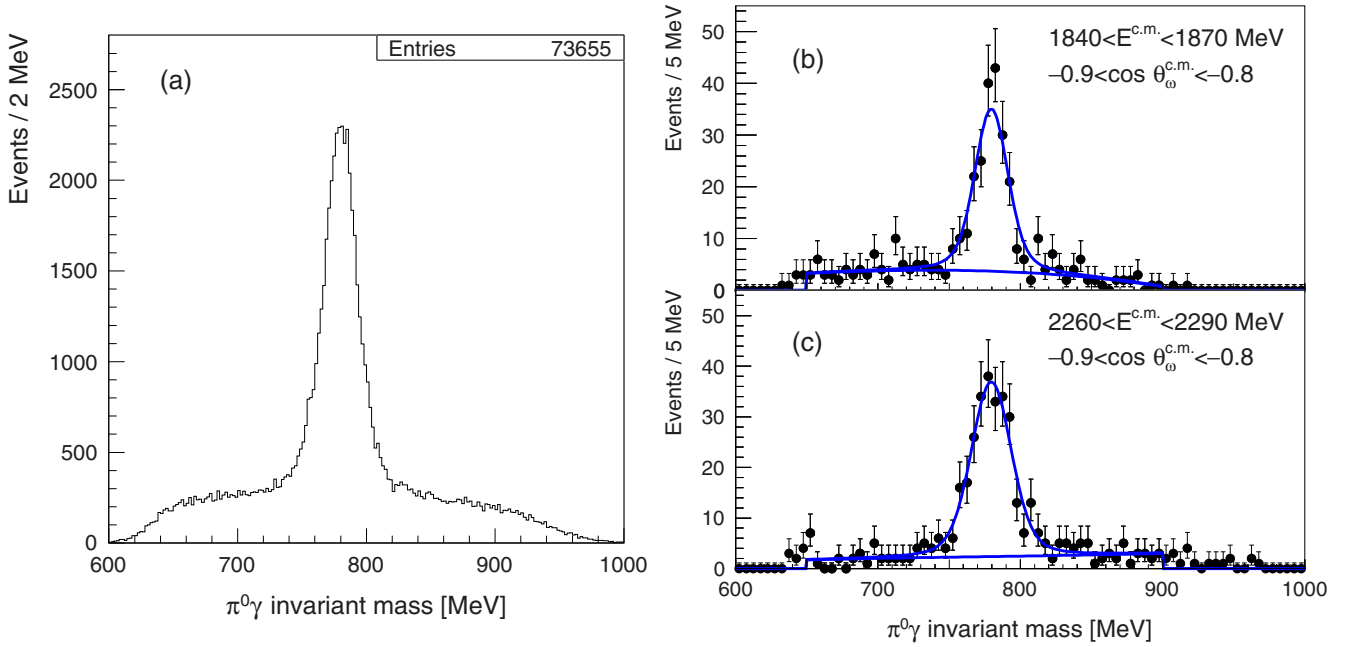 Events / 2 MeV
Entries 73655
(a)
2500
2000
1500
1000
500
0
600 700 800 900 1000
π⁰γ invariant mass [MeV]
Events / 5 MeV
(b)
1840<E^c.m.<1870 MeV
−0.9<cos θ_ω^c.m.<−0.8
50
40
30
20
10
0
Events / 5 MeV
(c)
2260<E^c.m.<2290 MeV
−0.9<cos θ_ω^c.m.<−0.8
50
40
30
20
10
0
600 700 800 900 1000
π⁰γ invariant mass [MeV]